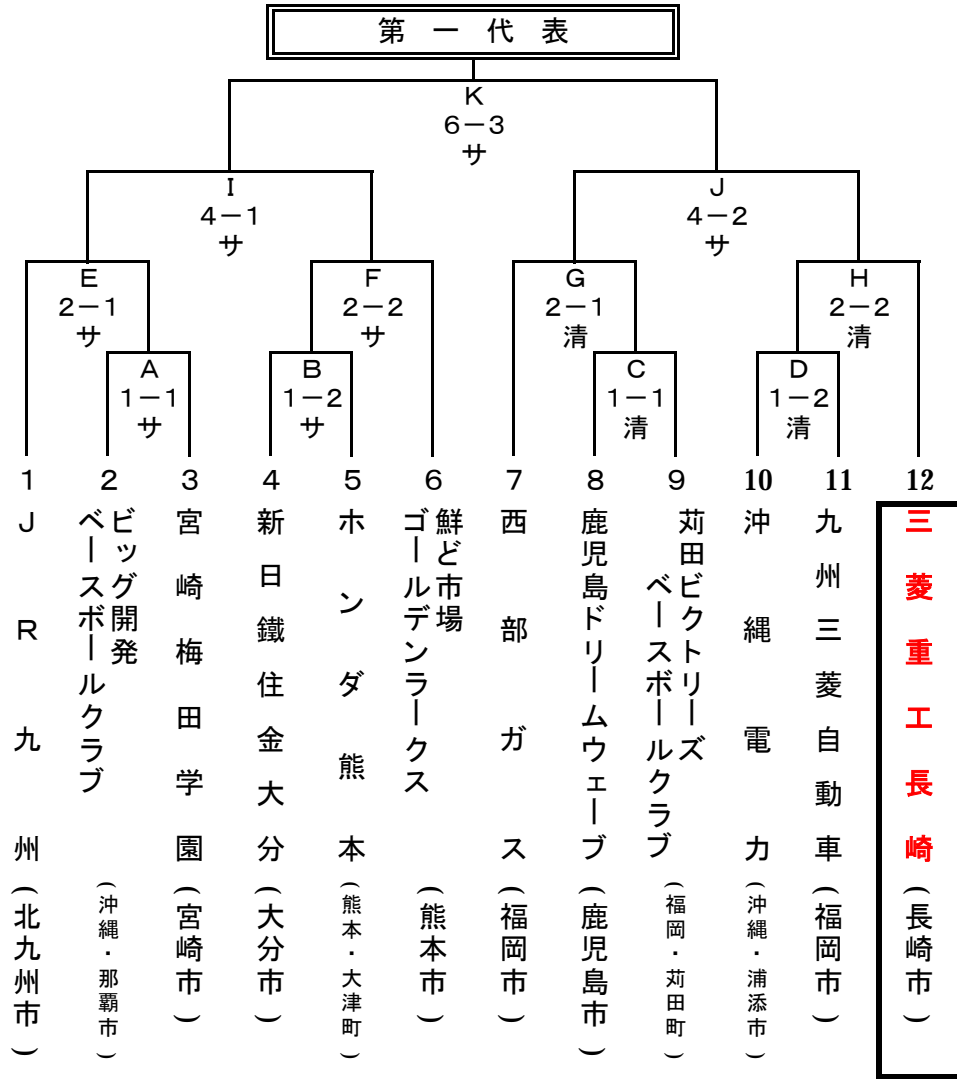 第一代表
K
6－3
サ
I
4－1
サ
J
4－2
サ
E
2－1
サ
F
2－2
サ
G
2－1
清
H
2－2
清
A
1－1
サ
B
1－2
サ
C
1－1
清
D
1－2
清
1
JR九州
(北九州市)
2
ビッグ開発
ベースボールクラブ
(沖縄・那覇市)
3
宮崎梅田学園
(宮崎市)
4
新日鐵住金大分
(大分市)
5
ホンダ熊本
(熊本・大津町)
6
鮮ど市場
ゴールデンラークス
(熊本市)
7
西部ガス
(福岡市)
8
鹿児島ドリームウェーブ
(鹿児島市)
9
苅田ビクトリーズ
ベースボールクラブ
(福岡・苅田町)
10
沖縄電力
(沖縄・浦添市)
11
九州三菱自動車
(福岡市)
12
三菱重工長崎
(長崎市)